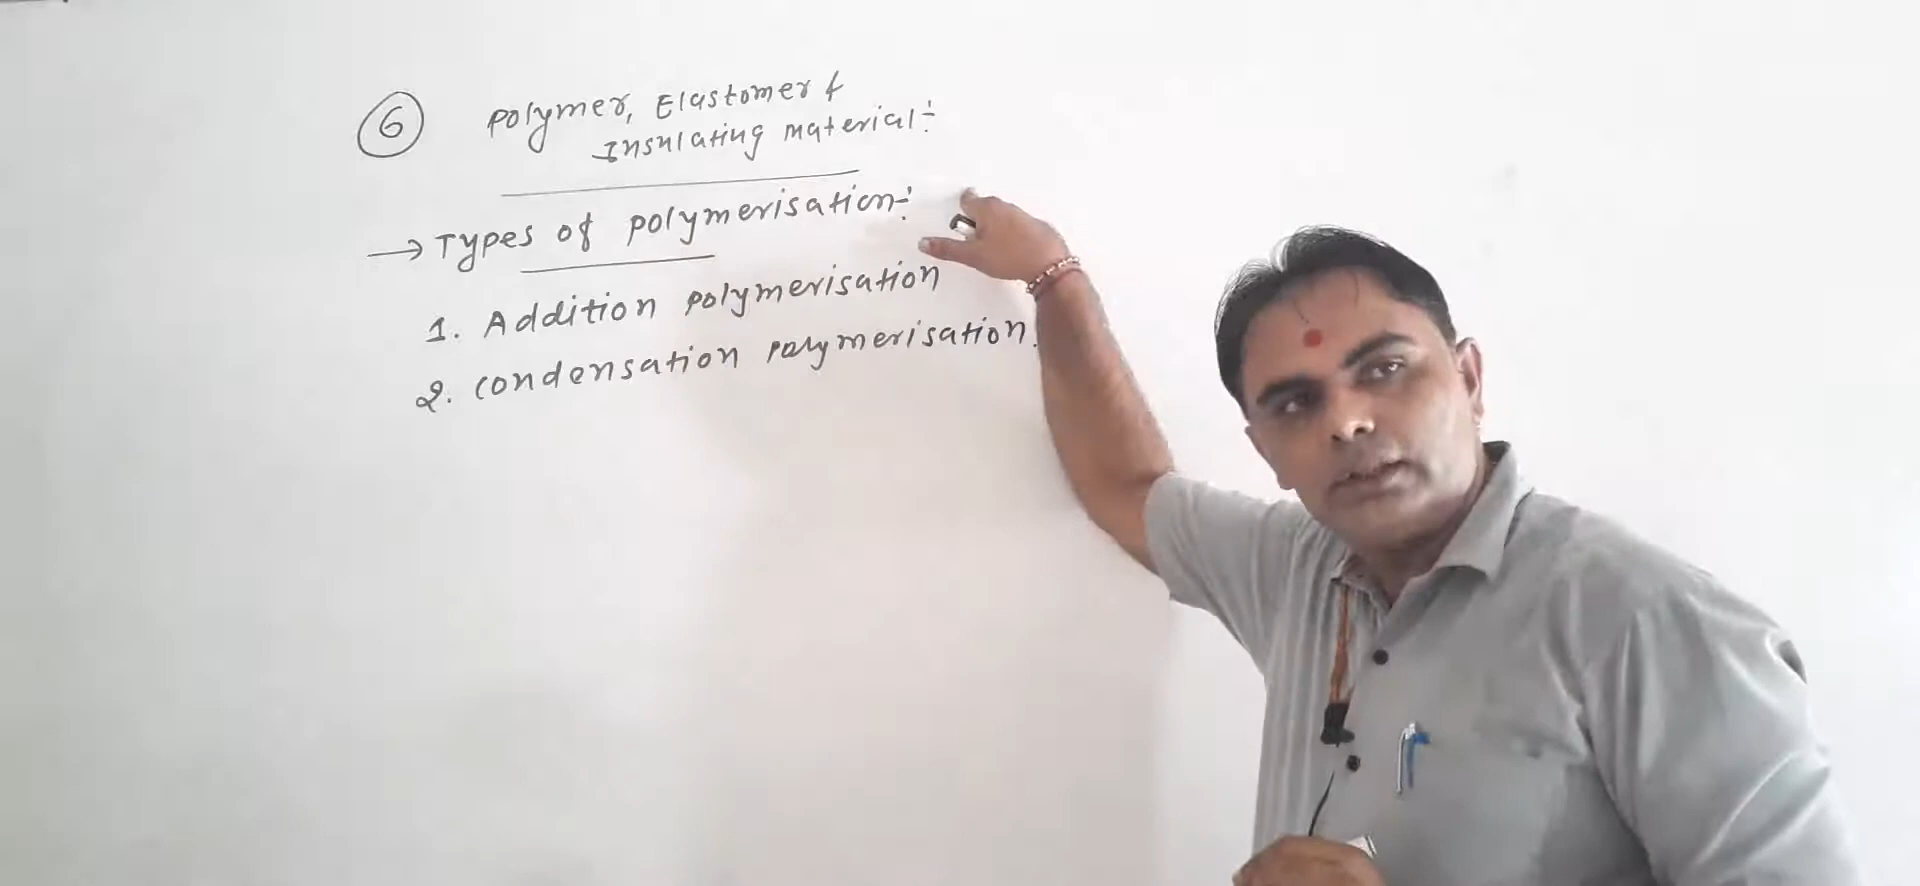 6 Polymer, Elastomer &
Insulating material:-
→ Types of polymerisation:-
1. Addition polymerisation
2. condensation polymerisation.